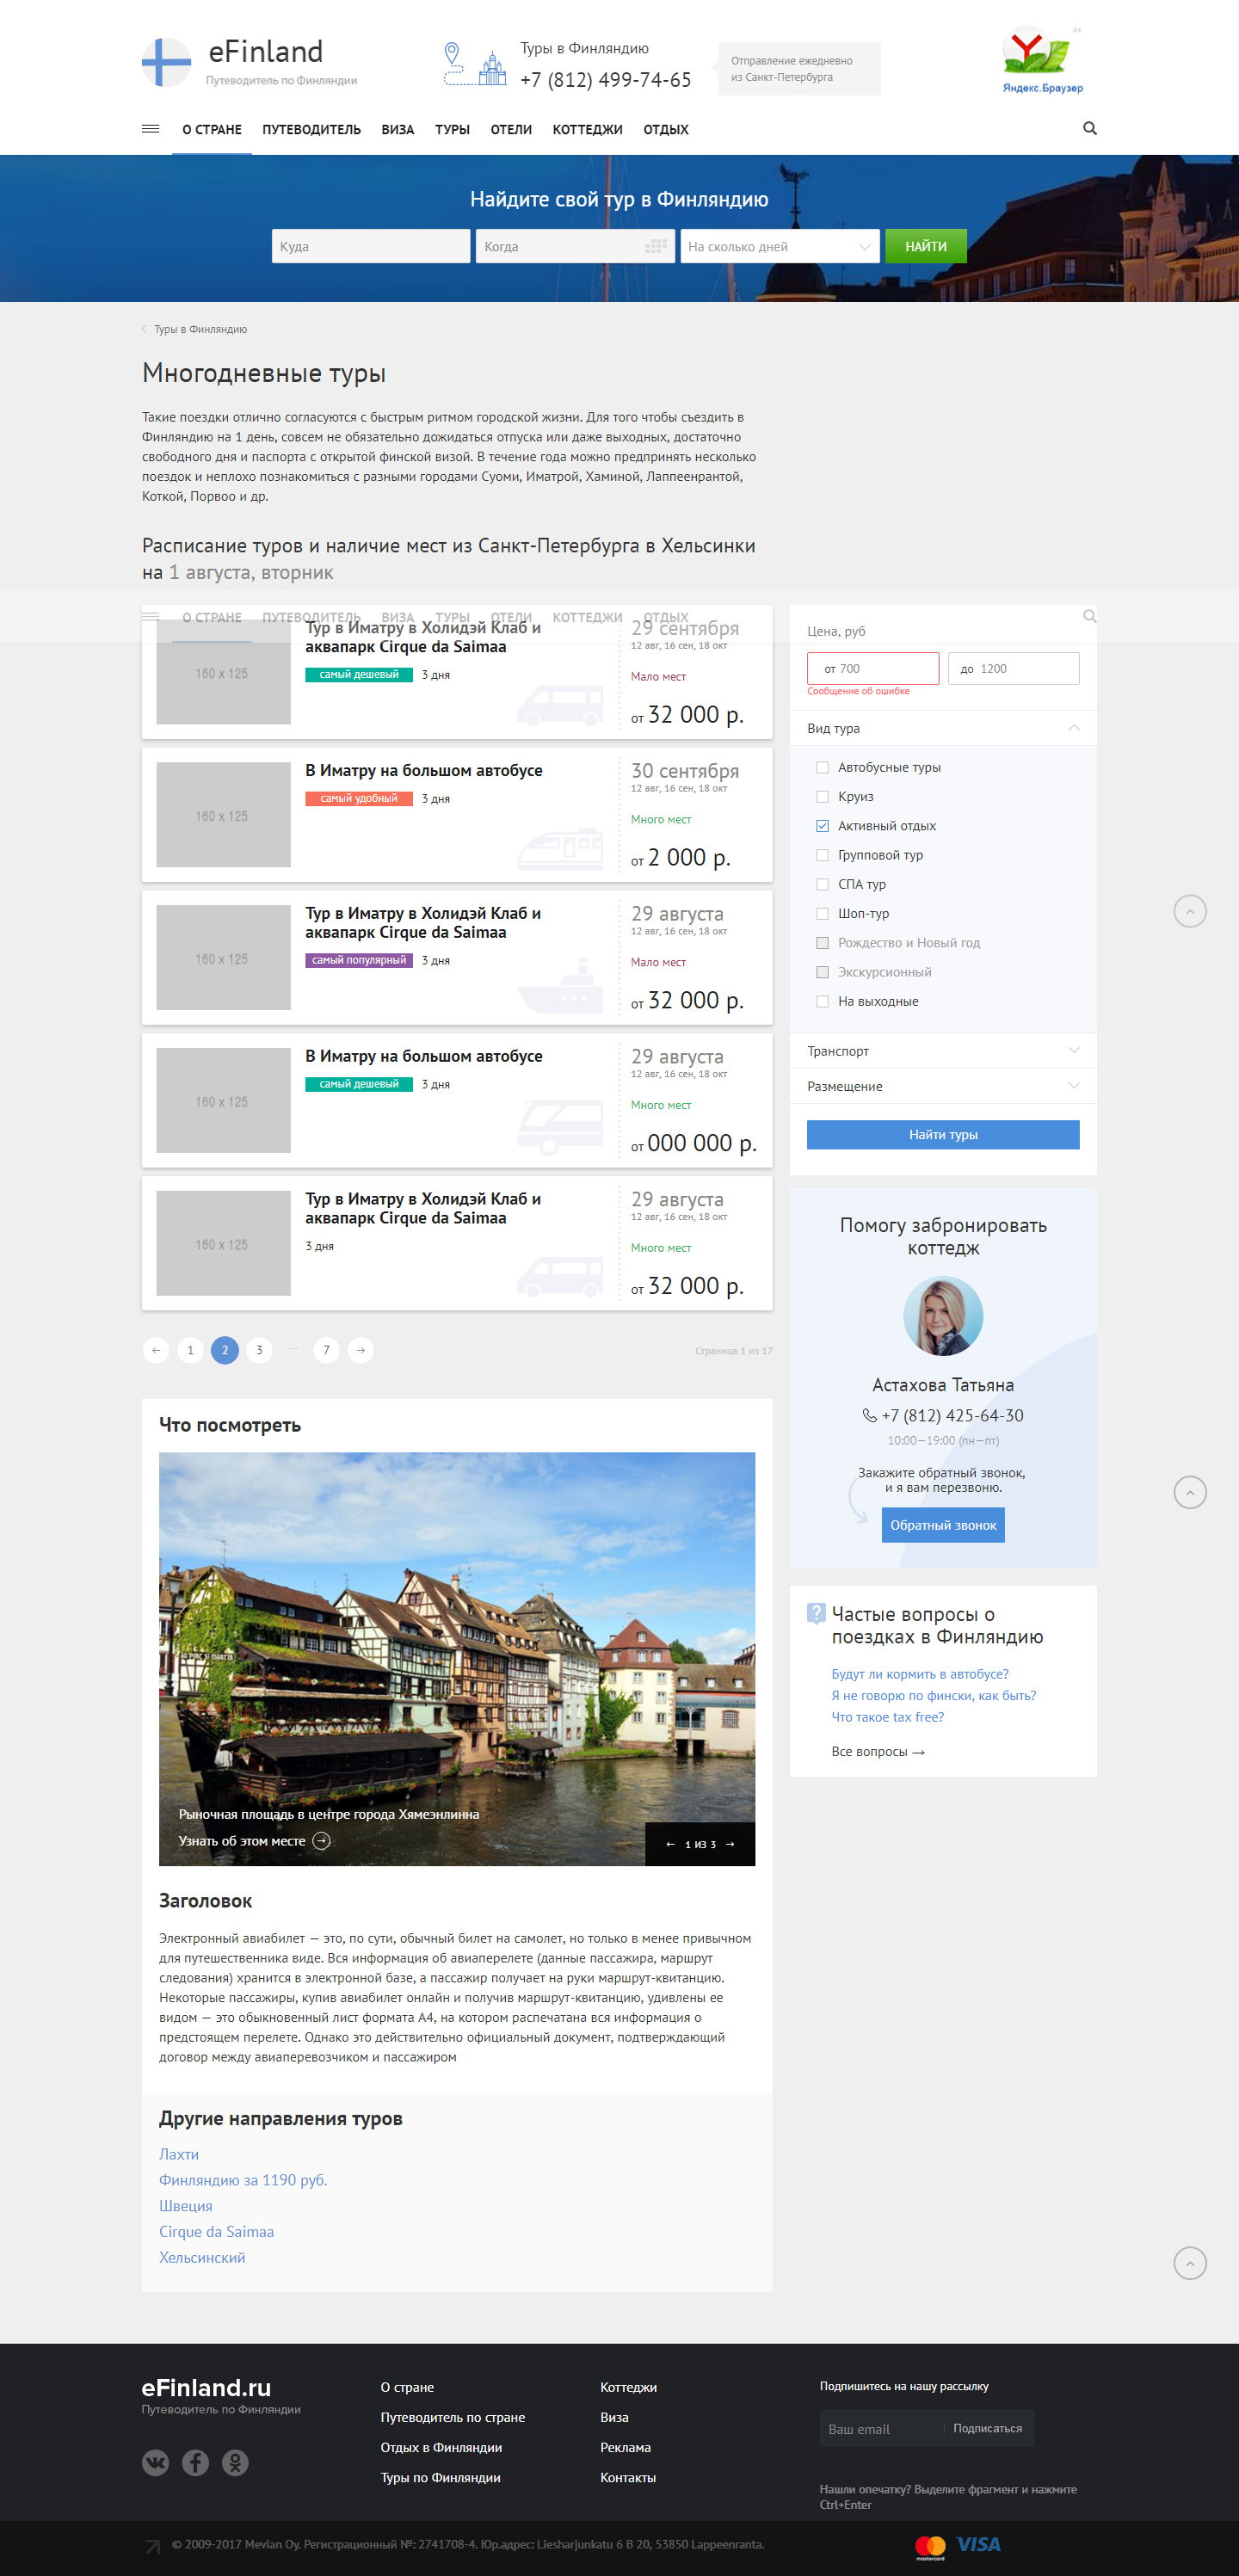 eFinland
Путеводитель по Финляндии
Туры в Финляндию
+7 (812) 499-74-65
Отправление ежедневно
из Санкт-Петербурга
0+
Яндекс.Браузер
О СТРАНЕ ПУТЕВОДИТЕЛЬ ВИЗА ТУРЫ ОТЕЛИ КОТТЕДЖИ ОТДЫХ
Найдите свой тур в Финляндию
Куда
Когда
На сколько дней
НАЙТИ
Туры в Финляндию
Многодневные туры
Такие поездки отлично согласуются с быстрым ритмом городской жизни. Для того чтобы съездить в
Финляндию на 1 день, совсем не обязательно дожидаться отпуска или даже выходных, достаточно
свободного дня и паспорта с открытой финской визой. В течение года можно предпринять несколько
поездок и неплохо познакомиться с разными городами Суоми, Иматрой, Хаминой, Лаппеенрантой,
Коткой, Порвоо и др.
Расписание туров и наличие мест из Санкт-Петербурга в Хельсинки
на 1 августа, вторник
О СТРАНЕ ПУТЕВОДИТЕЛЬ ВИЗА ТУРЫ ОТЕЛИ КОТТЕДЖИ ОТДЫХ
160 x 125
Тур в Иматру в Холидэй Клаб и
аквапарк Cirque da Saimaa
самый дешевый 3 дня
29 сентября
12 авг, 16 сен, 18 окт
Мало мест
от 32 000 р.
160 x 125
В Иматру на большом автобусе
самый удобный 3 дня
30 сентября
12 авг, 16 сен, 18 окт
Много мест
от 2 000 р.
160 x 125
Тур в Иматру в Холидэй Клаб и
аквапарк Cirque da Saimaa
самый популярный 3 дня
29 августа
12 авг, 16 сен, 18 окт
Мало мест
от 32 000 р.
160 x 125
В Иматру на большом автобусе
самый дешевый 3 дня
29 августа
12 авг, 16 сен, 18 окт
Много мест
от 000 000 р.
160 x 125
Тур в Иматру в Холидэй Клаб и
аквапарк Cirque da Saimaa
3 дня
29 августа
12 авг, 16 сен, 18 окт
Много мест
от 32 000 р.
← 1 2 3 ... 7 →
Страница 1 из 17
Цена, руб
от 700
до 1200
Сообщение об ошибке
Вид тура
Автобусные туры
Круиз
Активный отдых
Групповой тур
СПА тур
Шоп-тур
Рождество и Новый год
Экскурсионный
На выходные
Транспорт
Размещение
Найти туры
Помогу забронировать
коттедж
Астахова Татьяна
+7 (812) 425-64-30
10:00—19:00 (пн—пт)
Закажите обратный звонок,
и я вам перезвоню.
Обратный звонок
?
Частые вопросы о
поездках в Финляндию
Будут ли кормить в автобусе?
Я не говорю по фински, как быть?
Что такое tax free?
Все вопросы →
Что посмотреть
Рыночная площадь в центре города Хямеэнлинна
Узнать об этом месте →
← 1 ИЗ 3 →
Заголовок
Электронный авиабилет — это, по сути, обычный билет на самолет, но только в менее привычном
для путешественника виде. Вся информация об авиаперелете (данные пассажира, маршрут
следования) хранится в электронной базе, а пассажир получает на руки маршрут-квитанцию.
Некоторые пассажиры, купив авиабилет онлайн и получив маршрут-квитанцию, удивлены ее
видом — это обыкновенный лист формата А4, на котором распечатана вся информация о
предстоящем перелете. Однако это действительно официальный документ, подтверждающий
договор между авиаперевозчиком и пассажиром
Другие направления туров
Лахти
Финляндию за 1190 руб.
Швеция
Cirque da Saimaa
Хельсинский
eFinland.ru
Путеводитель по Финляндии
О стране
Путеводитель по стране
Отдых в Финляндии
Туры по Финляндии
Коттеджи
Виза
Реклама
Контакты
Подпишитесь на нашу рассылку
Ваш email
Подписаться
Нашли опечатку? Выделите фрагмент и нажмите
Ctrl+Enter
© 2009-2017 Mevian Oy. Регистрационный №: 2741708-4. Юр.адрес: Liesharjunkatu 6 B 20, 53850 Lappeenranta.
mastercard
VISA